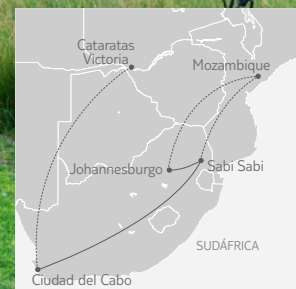 Cataratas
Victoria
Mozambique
Johannesburgo
Sabi Sabi
SUDÁFRICA
Ciudad del Cabo